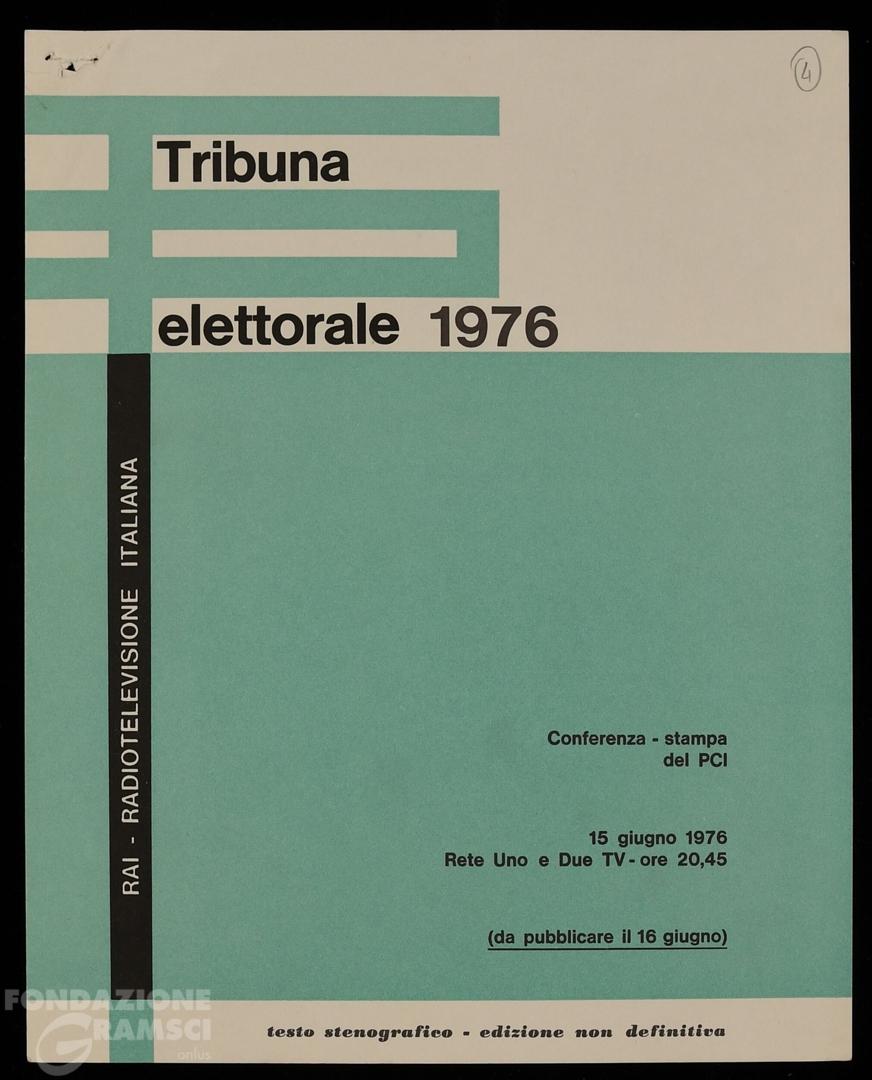 4
Tribuna
elettorale 1976
RAI - RADIOTELEVISIONE ITALIANA
Conferenza - stampa
del PCI
15 giugno 1976
Rete Uno e Due TV - ore 20,45
(da pubblicare il 16 giugno)
testo stenografico - edizione non definitiva
FONDAZIONE
GRAMSCI
onlus